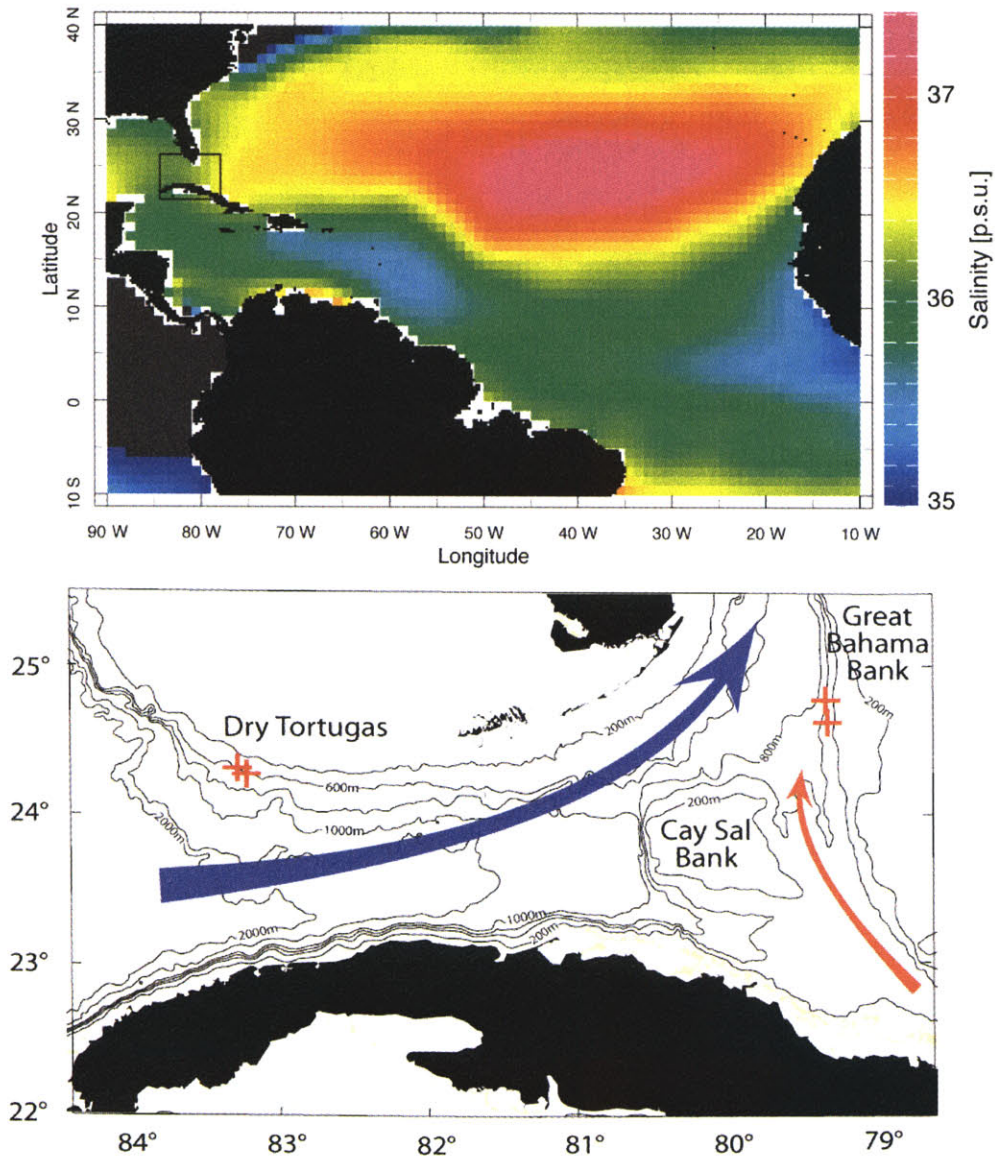 40 N
30 N
20 N
10 N
0
10 S
Latitude
90 W
80 W
70 W
60 W
50 W
40 W
30 W
20 W
10 W
Longitude
37
36
35
Salinity [p.s.u.]
Great
Bahama
Bank
25°
24°
23°
22°
Dry Tortugas
200m
200m
800m
600m
2000m
1000m
200m
Cay Sal
Bank
2000m
1000m
200m
84°
83°
82°
81°
80°
79°